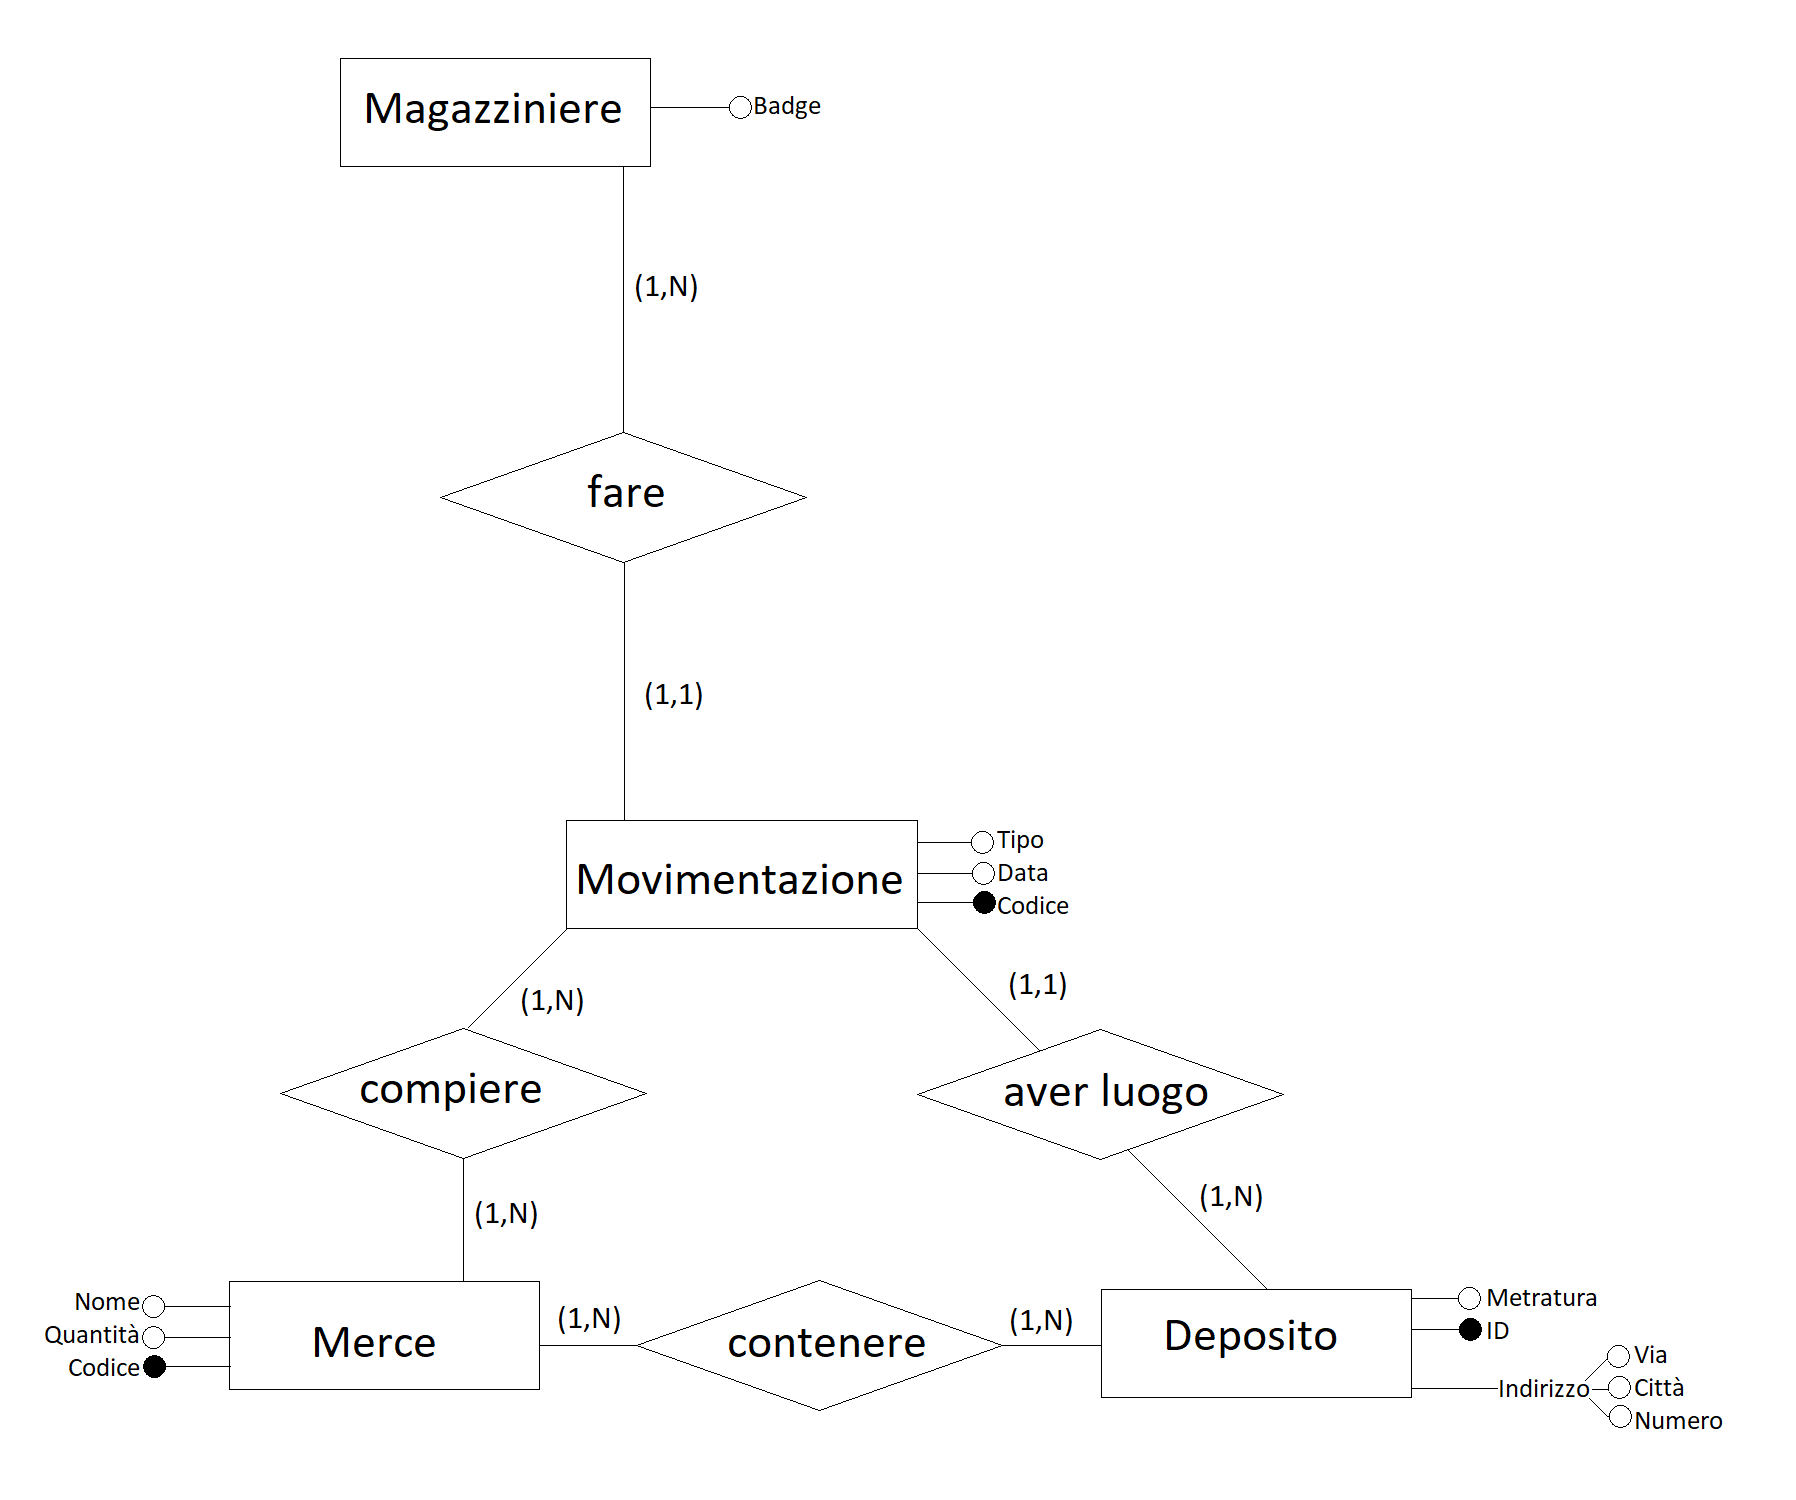 Magazziniere
Badge
(1,N)
fare
(1,1)
Movimentazione
Tipo
Data
Codice
(1,N)
(1,1)
compiere
aver luogo
(1,N)
(1,N)
Nome
Quantità
Codice
Merce
(1,N)
contenere
(1,N)
Deposito
Metratura
ID
Indirizzo
Via
Città
Numero